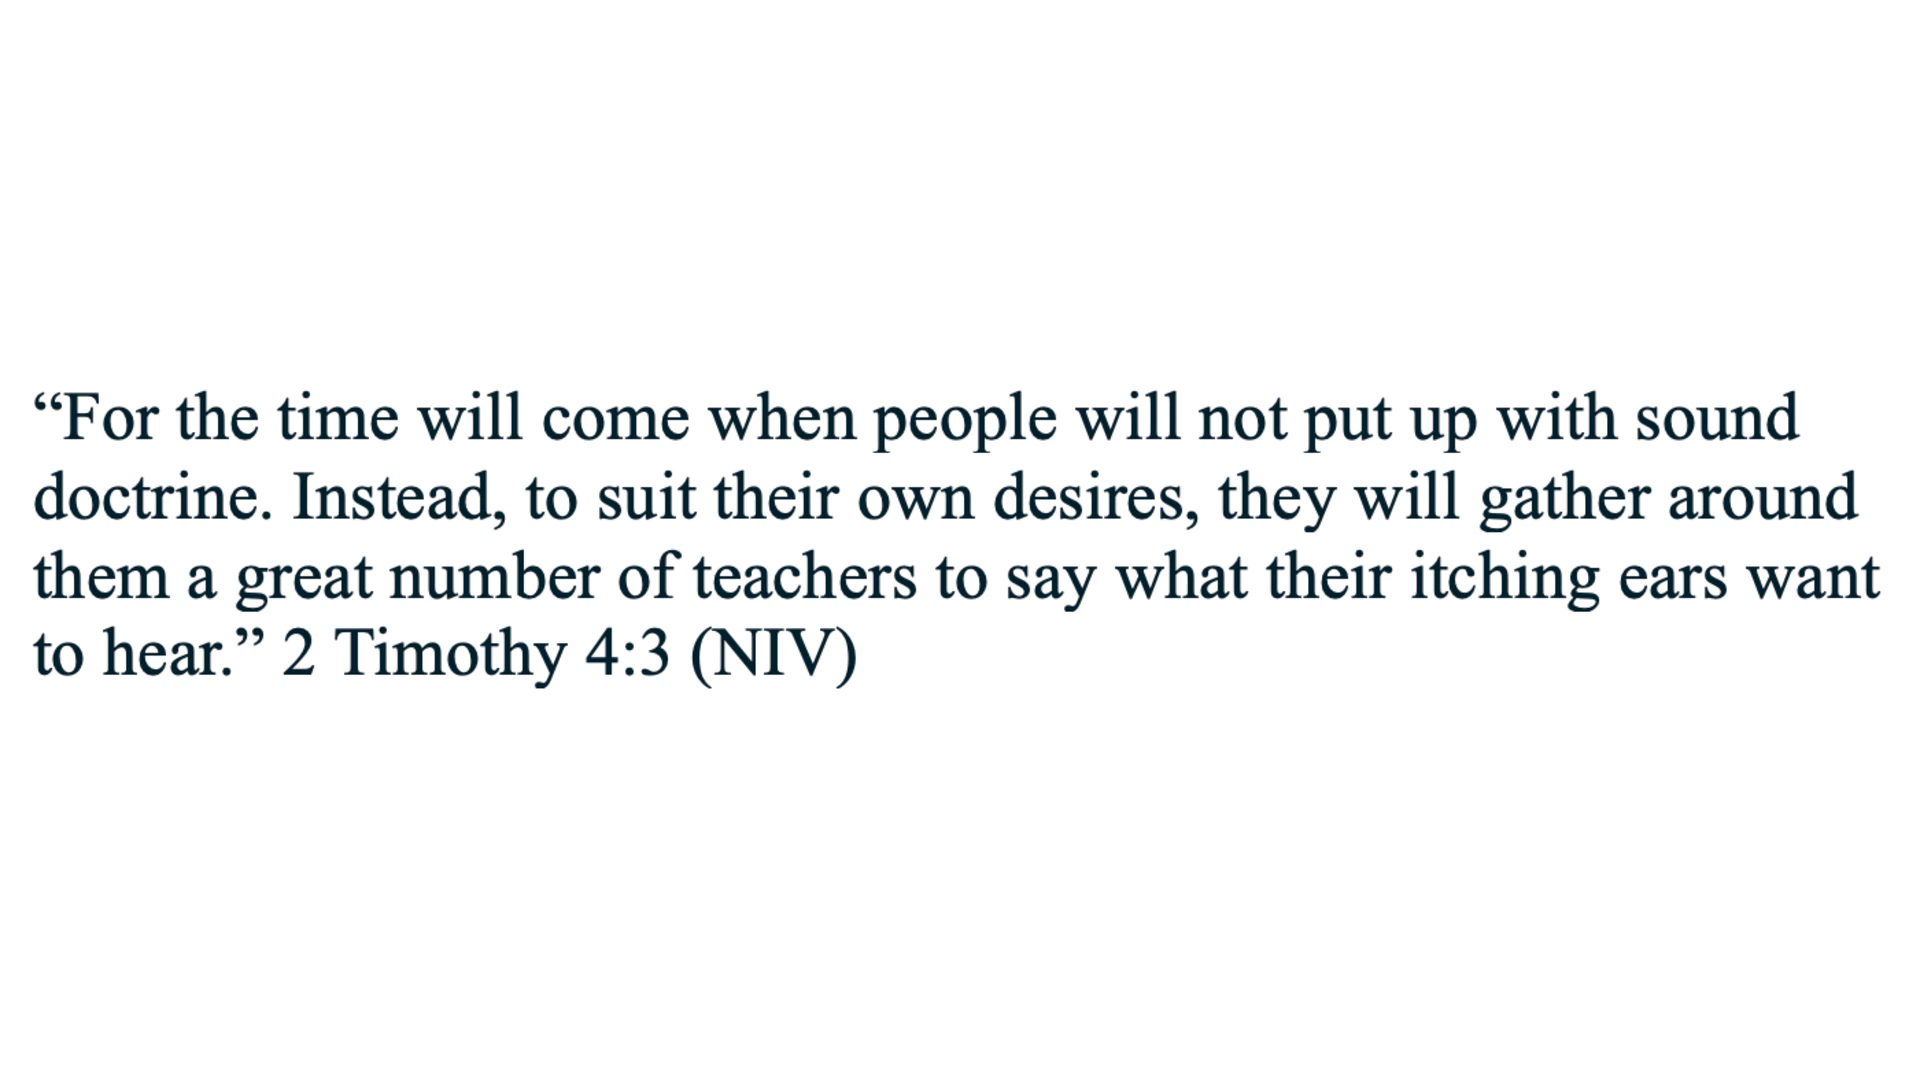 “For the time will come when people will not put up with sound
doctrine. Instead, to suit their own desires, they will gather around
them a great number of teachers to say what their itching ears want
to hear.” 2 Timothy 4:3 (NIV)